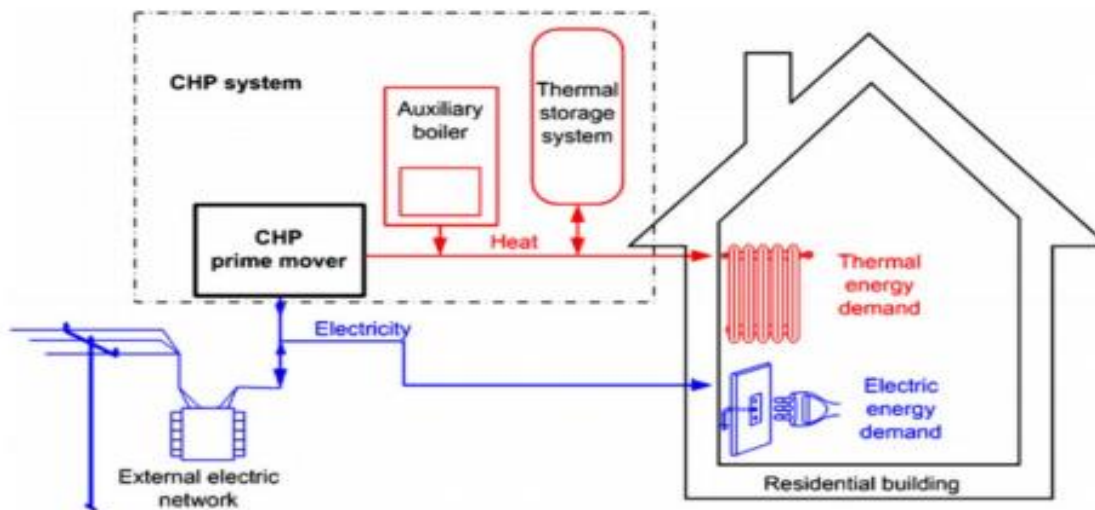 CHP system
Auxiliary
boiler
Thermal
storage
system
CHP
prime mover
Heat
Thermal
energy
demand
Electricity
Electric
energy
demand
External electric
network
Residential building